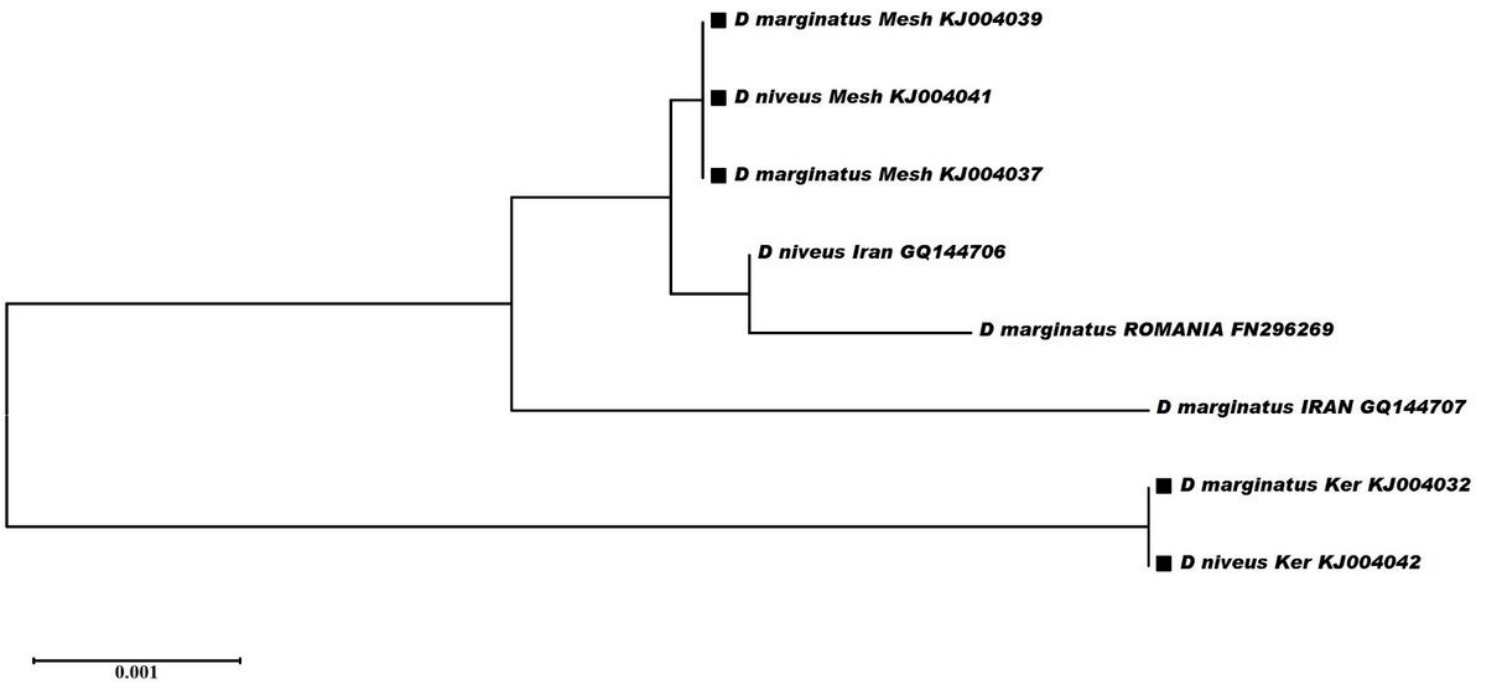 D marginatus Mesh KJ004039
D niveus Mesh KJ004041
D marginatus Mesh KJ004037
D niveus Iran GQ144706
D marginatus ROMANIA FN296269
D marginatus IRAN GQ144707
D marginatus Ker KJ004032
D niveus Ker KJ004042
0.001